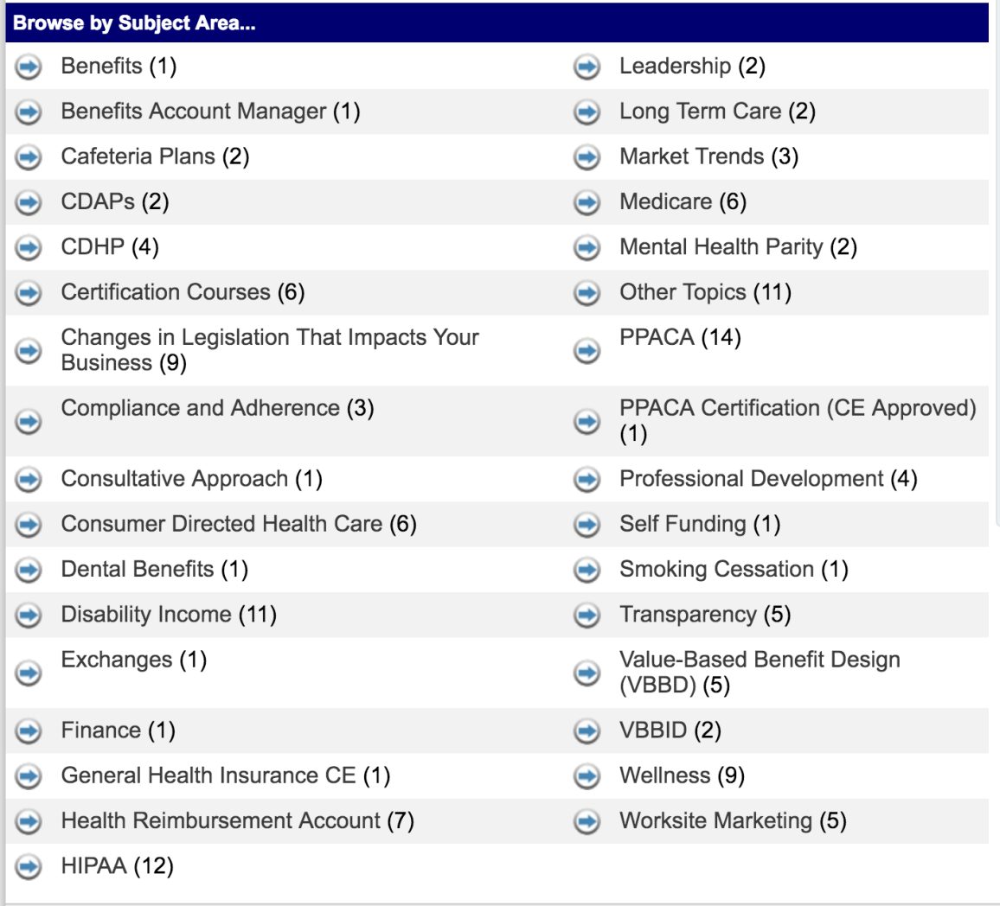 Browse by Subject Area...
Benefits (1)
Benefits Account Manager (1)
Cafeteria Plans (2)
CDAPs (2)
CDHP (4)
Certification Courses (6)
Changes in Legislation That Impacts Your
Business (9)
Compliance and Adherence (3)
Consultative Approach (1)
Consumer Directed Health Care (6)
Dental Benefits (1)
Disability Income (11)
Exchanges (1)
Finance (1)
General Health Insurance CE (1)
Health Reimbursement Account (7)
HIPAA (12)
Leadership (2)
Long Term Care (2)
Market Trends (3)
Medicare (6)
Mental Health Parity (2)
Other Topics (11)
PPACA (14)
PPACA Certification (CE Approved)
(1)
Professional Development (4)
Self Funding (1)
Smoking Cessation (1)
Transparency (5)
Value-Based Benefit Design
(VBBD) (5)
VBBID (2)
Wellness (9)
Worksite Marketing (5)